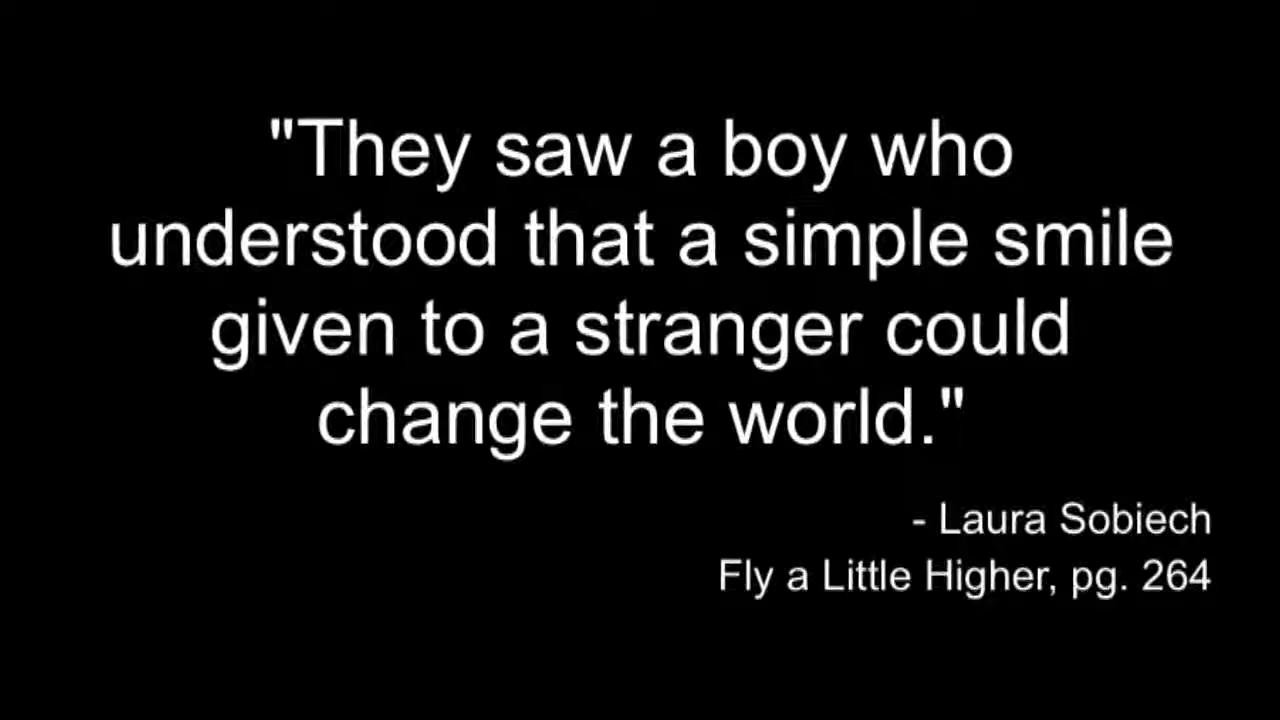 "They saw a boy who
understood that a simple smile
given to a stranger could
change the world."
- Laura Sobiech
Fly a Little Higher, pg. 264